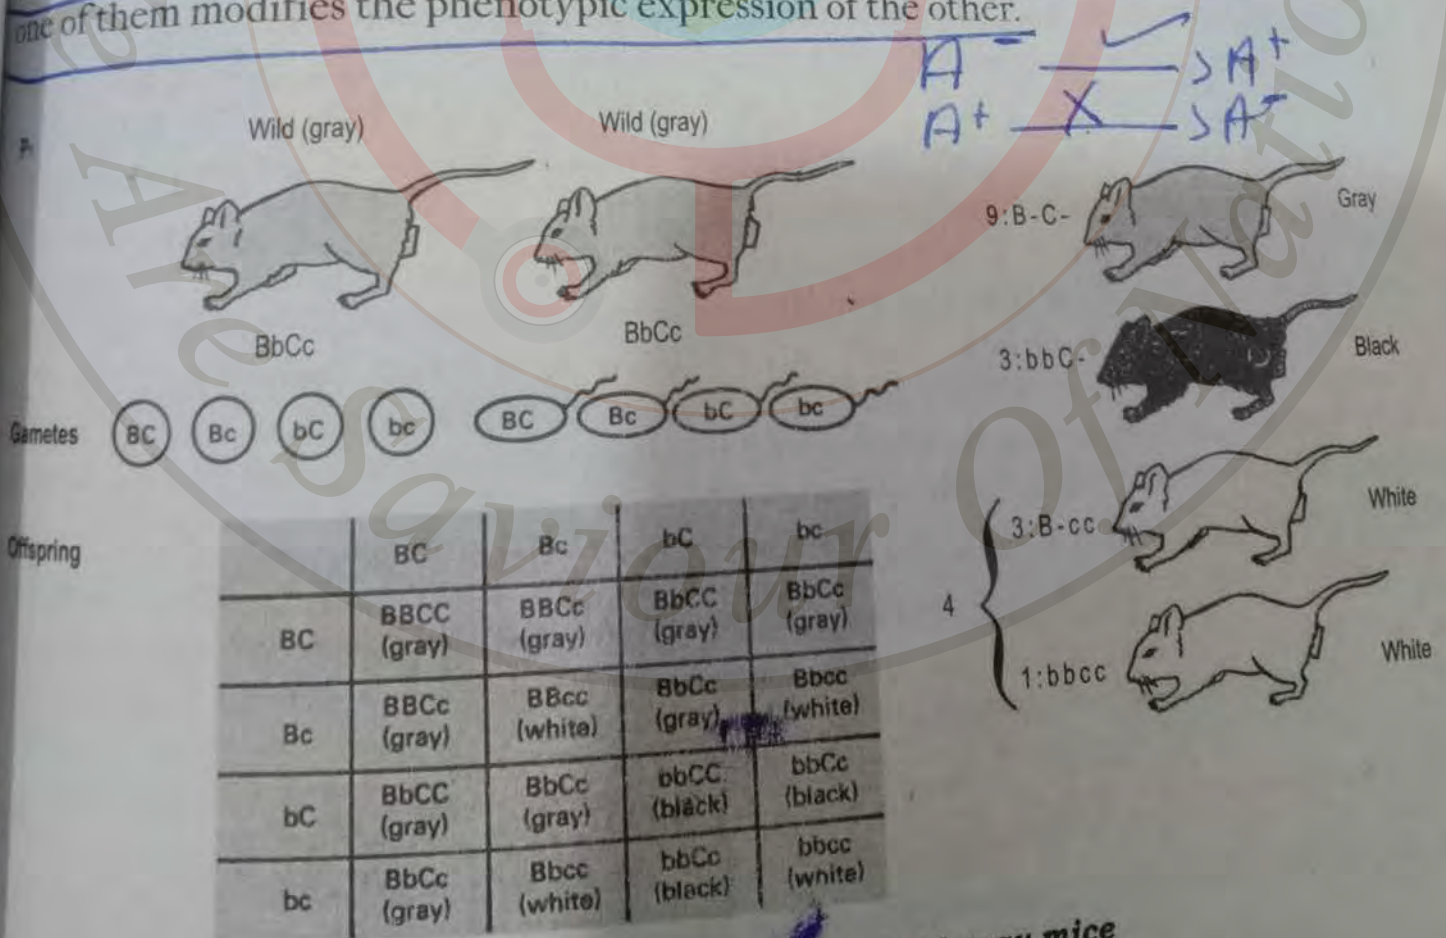 one of them modifies the phenotypic expression of the other.
A⁻ ✓ > A⁺
A⁺ X > A⁻
Wild (gray) Wild (gray)
BbCc BbCc
Gametes BC Bc bC bc BC Bc bC bc
Offspring
BC Bc bC bc
BC BBCC (gray) BBCc (gray) BbCC (gray) BbCc (gray)
Bc BBCc (gray) BBcc (white) BbCc (gray) Bbcc (white)
bC BbCC (gray) BbCc (gray) bbCC (black) bbCc (black)
bc BbCc (gray) Bbcc (white) bbCc (black) bbcc (white)
9:B-C- Gray
3:bbC- Black
4
3:B-cc White
1:bbcc White
mice
Are Saviour Of